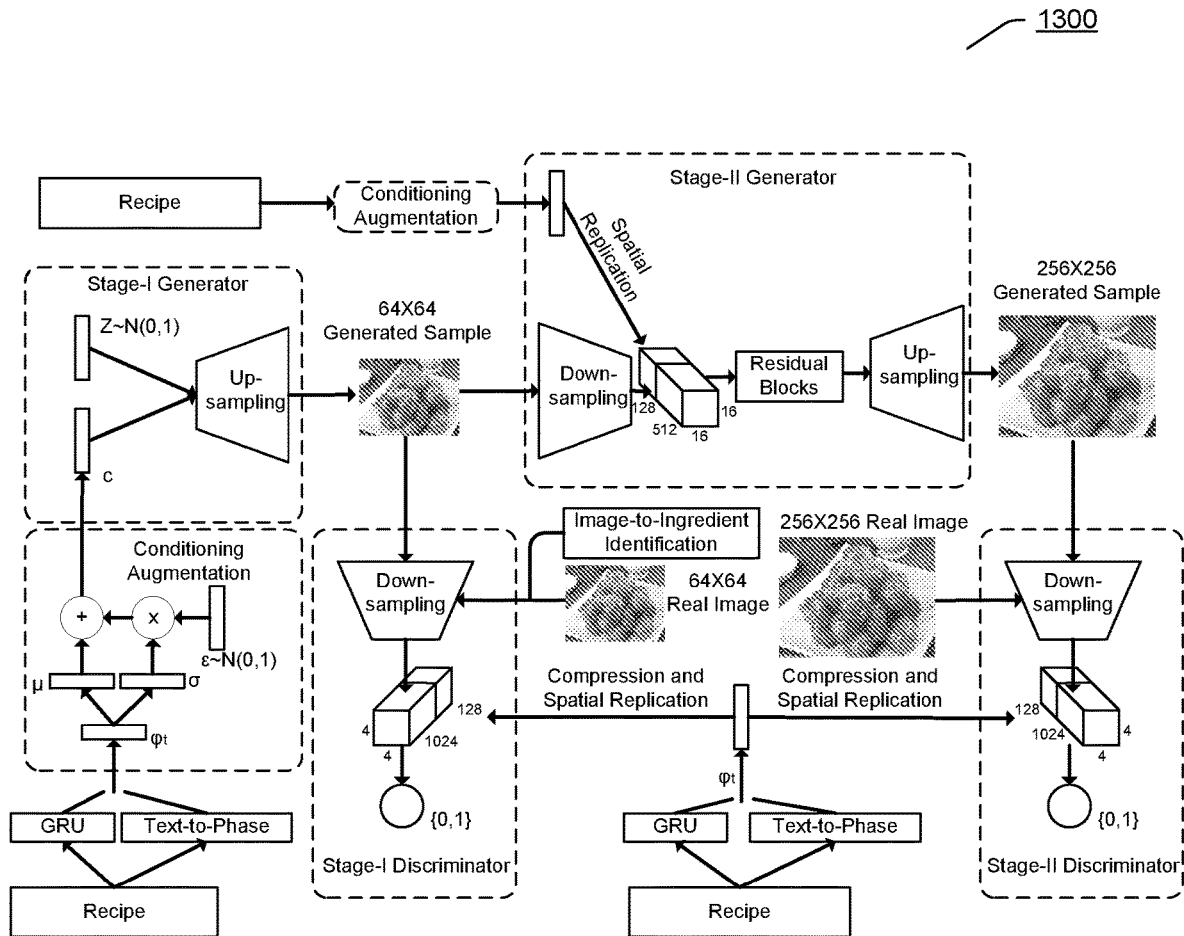 1300
Recipe
Conditioning
Augmentation
Stage-II Generator
Spatial
Replication
Stage-I Generator
Z~N(0,1)
Up-
sampling
c
64X64
Generated Sample
Down-
sampling
128
512
16
16
Residual
Blocks
Up-
sampling
256X256
Generated Sample
Conditioning
Augmentation
+
x
ε~N(0,1)
μ
σ
φt
GRU
Text-to-Phase
Recipe
Down-
sampling
Image-to-Ingredient
Identification
64X64
Real Image
256X256 Real Image
Down-
sampling
Compression and
Spatial Replication
Compression and
Spatial Replication
4
4
1024
128
{0,1}
Stage-I Discriminator
φt
GRU
Text-to-Phase
Recipe
128
1024
4
4
{0,1}
Stage-II Discriminator